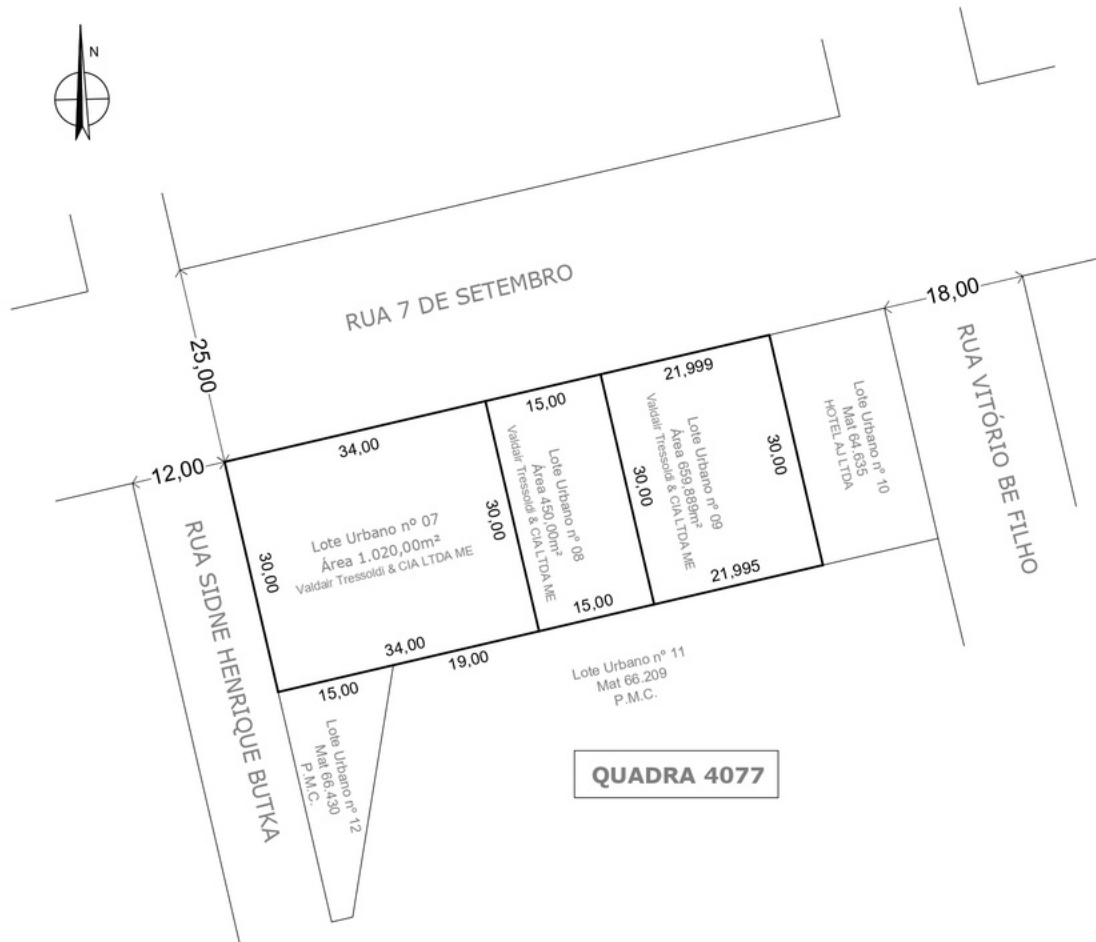 N
RUA 7 DE SETEMBRO
25,00
12,00
18,00
RUA VITÓRIO BE FILHO
RUA SIDNE HENRIQUE BUTKA
34,00
15,00
21,999
30,00
Lote Urbano nº 07
Área 1.020,00m²
Valdair Tressoldi & CIA LTDA ME
30,00
Lote Urbano nº 08
Área 450,00m²
Valdair Tressoldi & CIA LTDA ME
30,00
Lote Urbano nº 09
Área 659,889m²
Valdair Tressoldi & CIA LTDA ME
30,00
Lote Urbano nº 10
Mat 64.635
HOTEL AJ LTDA
34,00
15,00
19,00
15,00
21,995
Lote Urbano nº 11
Mat 66.209
P.M.C.
Lote Urbano nº 12
Mat 66.430
P.M.C.
QUADRA 4077